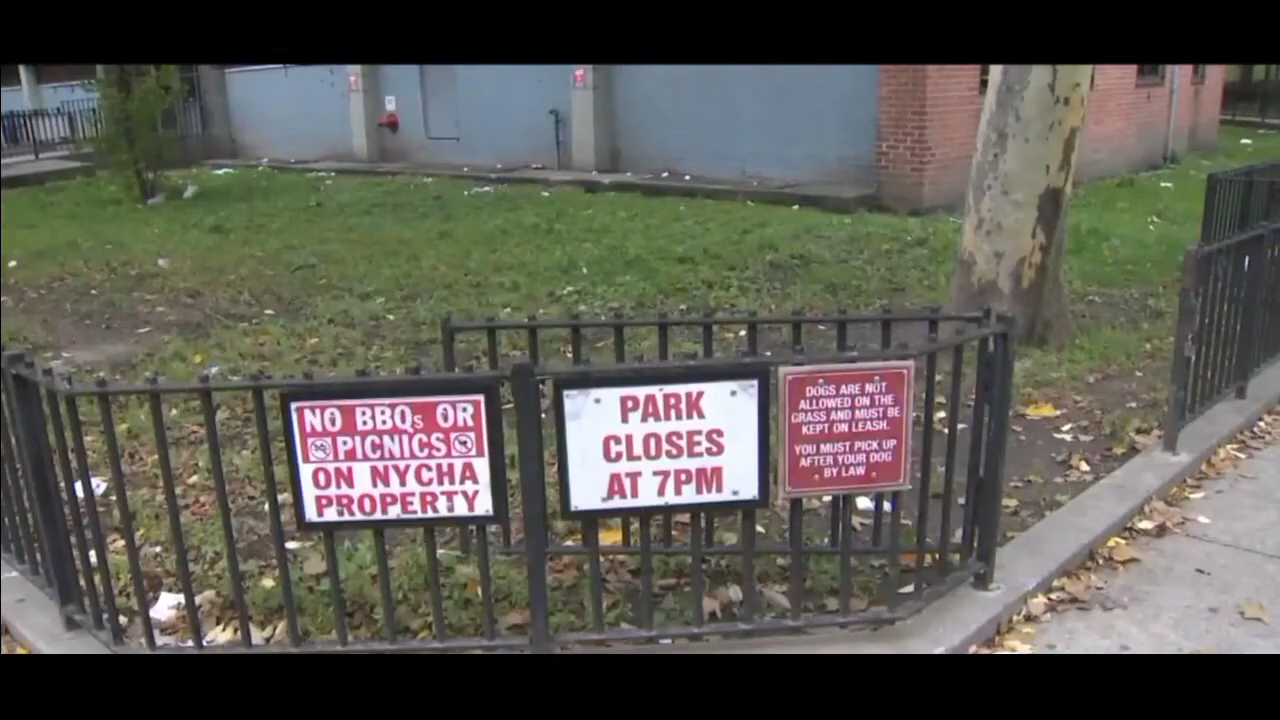 NO BBQs OR
PICNICS
ON NYCHA
PROPERTY
PARK
CLOSES
AT 7PM
DOGS ARE NOT
ALLOWED ON THE
GRASS AND MUST BE
KEPT ON LEASH.
YOU MUST PICK UP
AFTER YOUR DOG
BY LAW